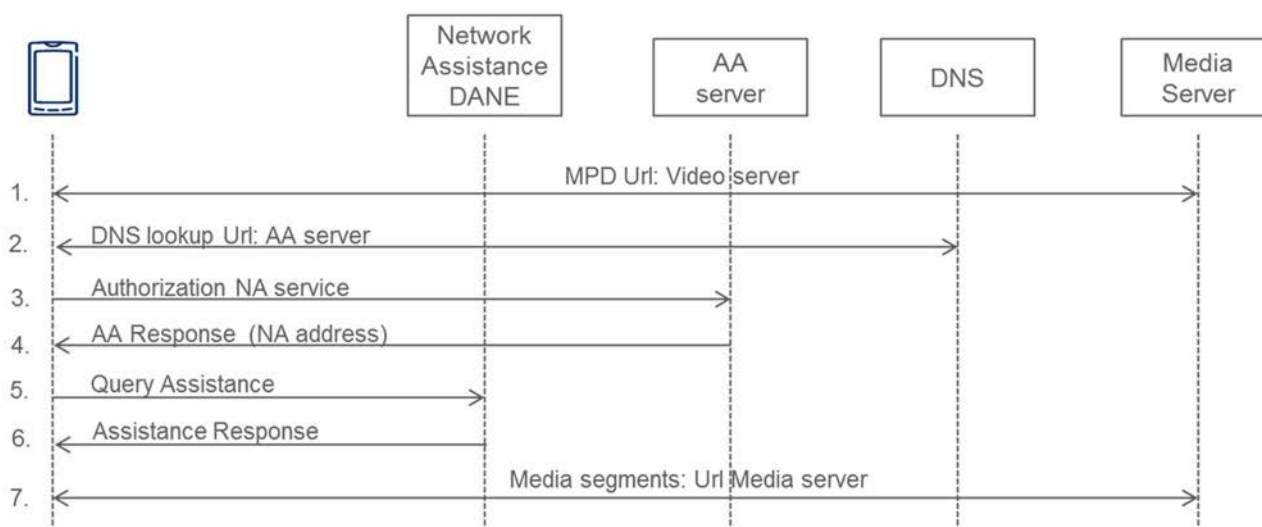 Network
Assistance
DANE
AA
server
DNS
Media
Server
1.
MPD Url: Video server
2.
DNS lookup Url: AA server
3.
Authorization NA service
4.
AA Response (NA address)
5.
Query Assistance
6.
Assistance Response
7.
Media segments: Url Media server